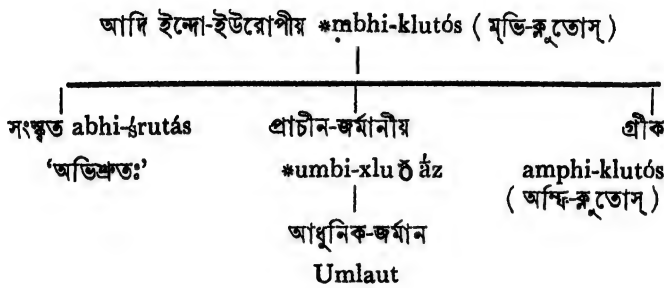 আদি ইন্দো-ইউরোপীয় *m̥bhi-klutós ( ম্‌ভি-ক্লুতোস্ )
সংস্কৃত abhi-śrutás প্রাচীন-জর্মানীয় গ্রীক
‘অভিশ্রুতঃ’ *umbi-xluðáz amphi-klutós
( অম্ফি-ক্লুতোস্ )
আধুনিক-জর্মান
Umlaut